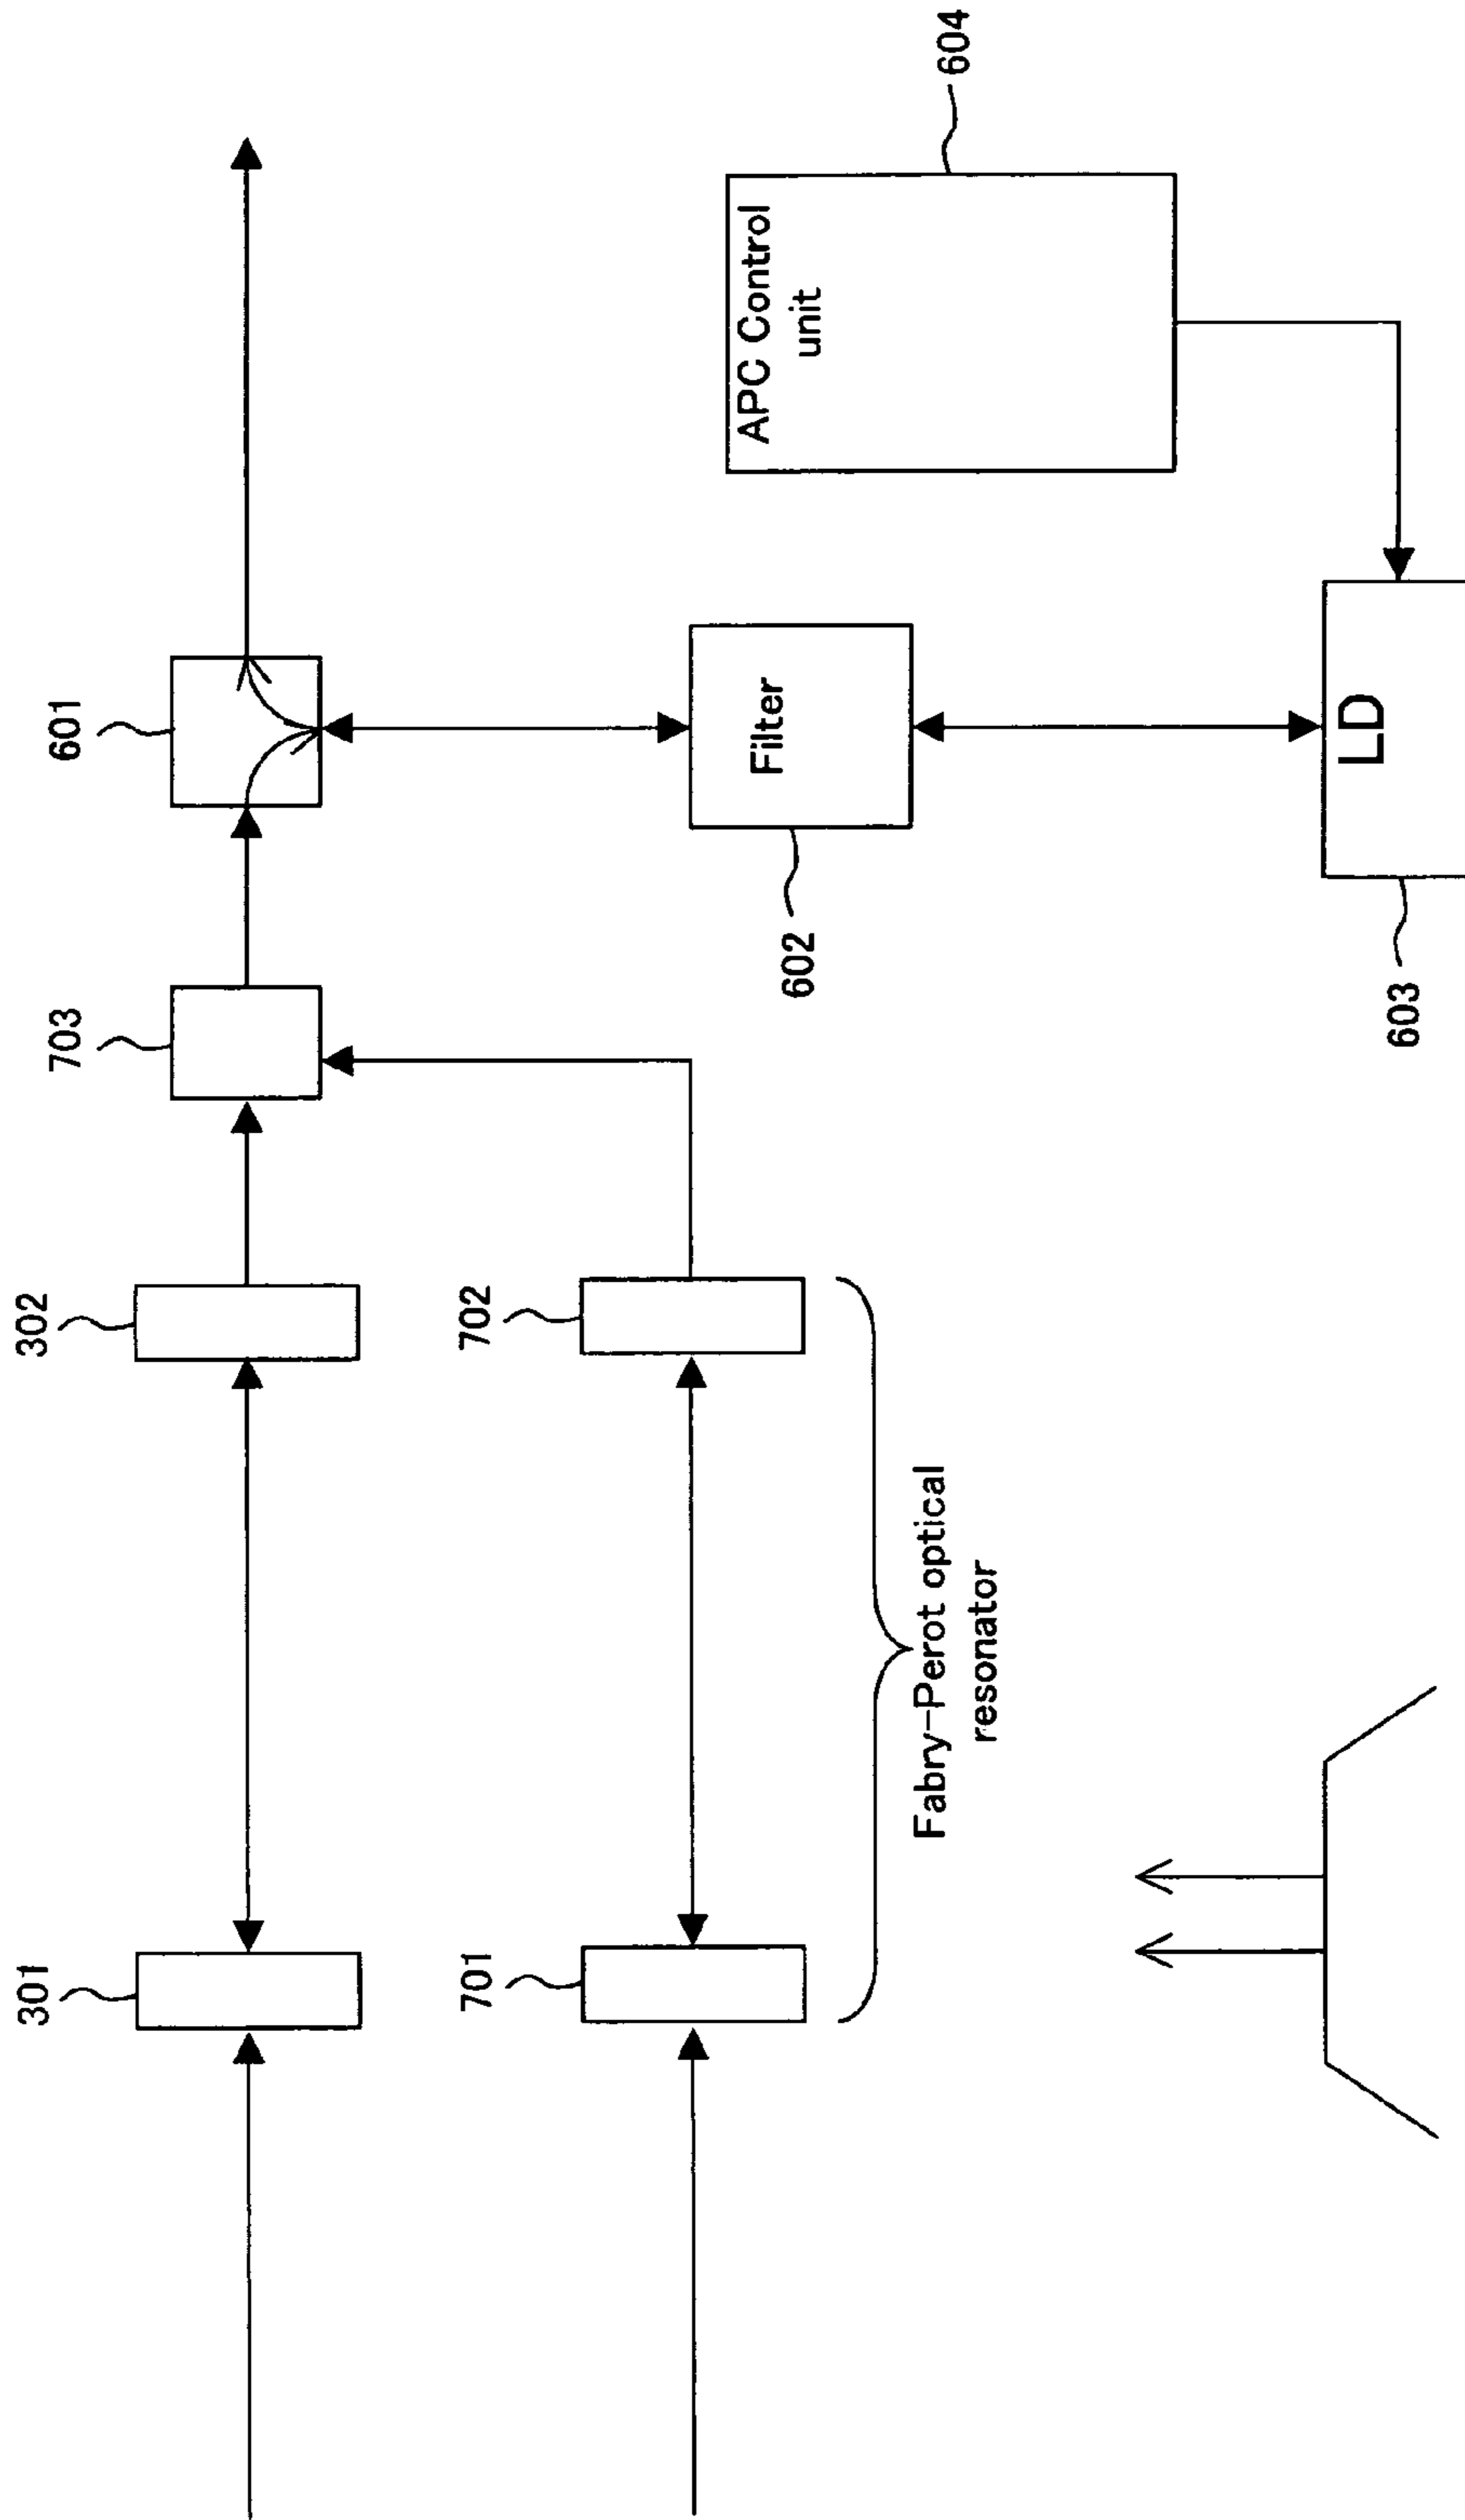 301
302
703
601
701
702
Fabry-Perot optical
resonator
602
Filter
APC Control
unit
604
603
LD